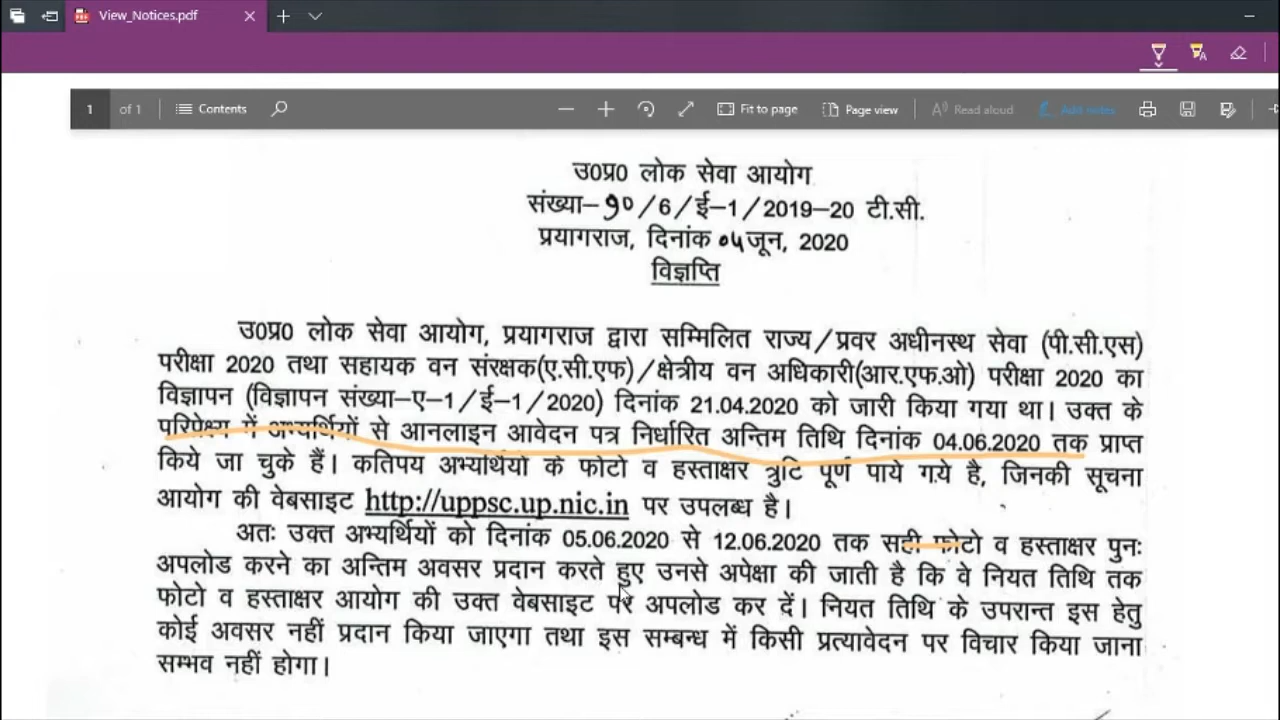 View_Notices.pdf
1 of 1 Contents Fit to page Page view Read aloud Add notes
उ0प्र0 लोक सेवा आयोग
संख्या–90/6/ई–1/2019–20 टी.सी.
प्रयागराज, दिनांक 04 जून, 2020
विज्ञप्ति
उ0प्र0 लोक सेवा आयोग, प्रयागराज द्वारा सम्मिलित राज्य/प्रवर अधीनस्थ सेवा (पी.सी.एस)
परीक्षा 2020 तथा सहायक वन संरक्षक(ए.सी.एफ)/क्षेत्रीय वन अधिकारी(आर.एफ.ओ) परीक्षा 2020 का
विज्ञापन (विज्ञापन संख्या–ए–1/ई–1/2020) दिनांक 21.04.2020 को जारी किया गया था। उक्त के
परिपेक्ष्य में अभ्यर्थियों से आनलाइन आवेदन पत्र निर्धारित अन्तिम तिथि दिनांक 04.06.2020 तक प्राप्त
किये जा चुके हैं। कतिपय अभ्यर्थियों के फोटो व हस्ताक्षर त्रुटि पूर्ण पाये गये है, जिनकी सूचना
आयोग की वेबसाइट http://uppsc.up.nic.in पर उपलब्ध है।
अतः उक्त अभ्यर्थियों को दिनांक 05.06.2020 से 12.06.2020 तक सही फोटो व हस्ताक्षर पुनः
अपलोड करने का अन्तिम अवसर प्रदान करते हुए उनसे अपेक्षा की जाती है कि वे नियत तिथि तक
फोटो व हस्ताक्षर आयोग की उक्त वेबसाइट पर अपलोड कर दें। नियत तिथि के उपरान्त इस हेतु
कोई अवसर नहीं प्रदान किया जाएगा तथा इस सम्बन्ध में किसी प्रत्यावेदन पर विचार किया जाना
सम्भव नहीं होगा।